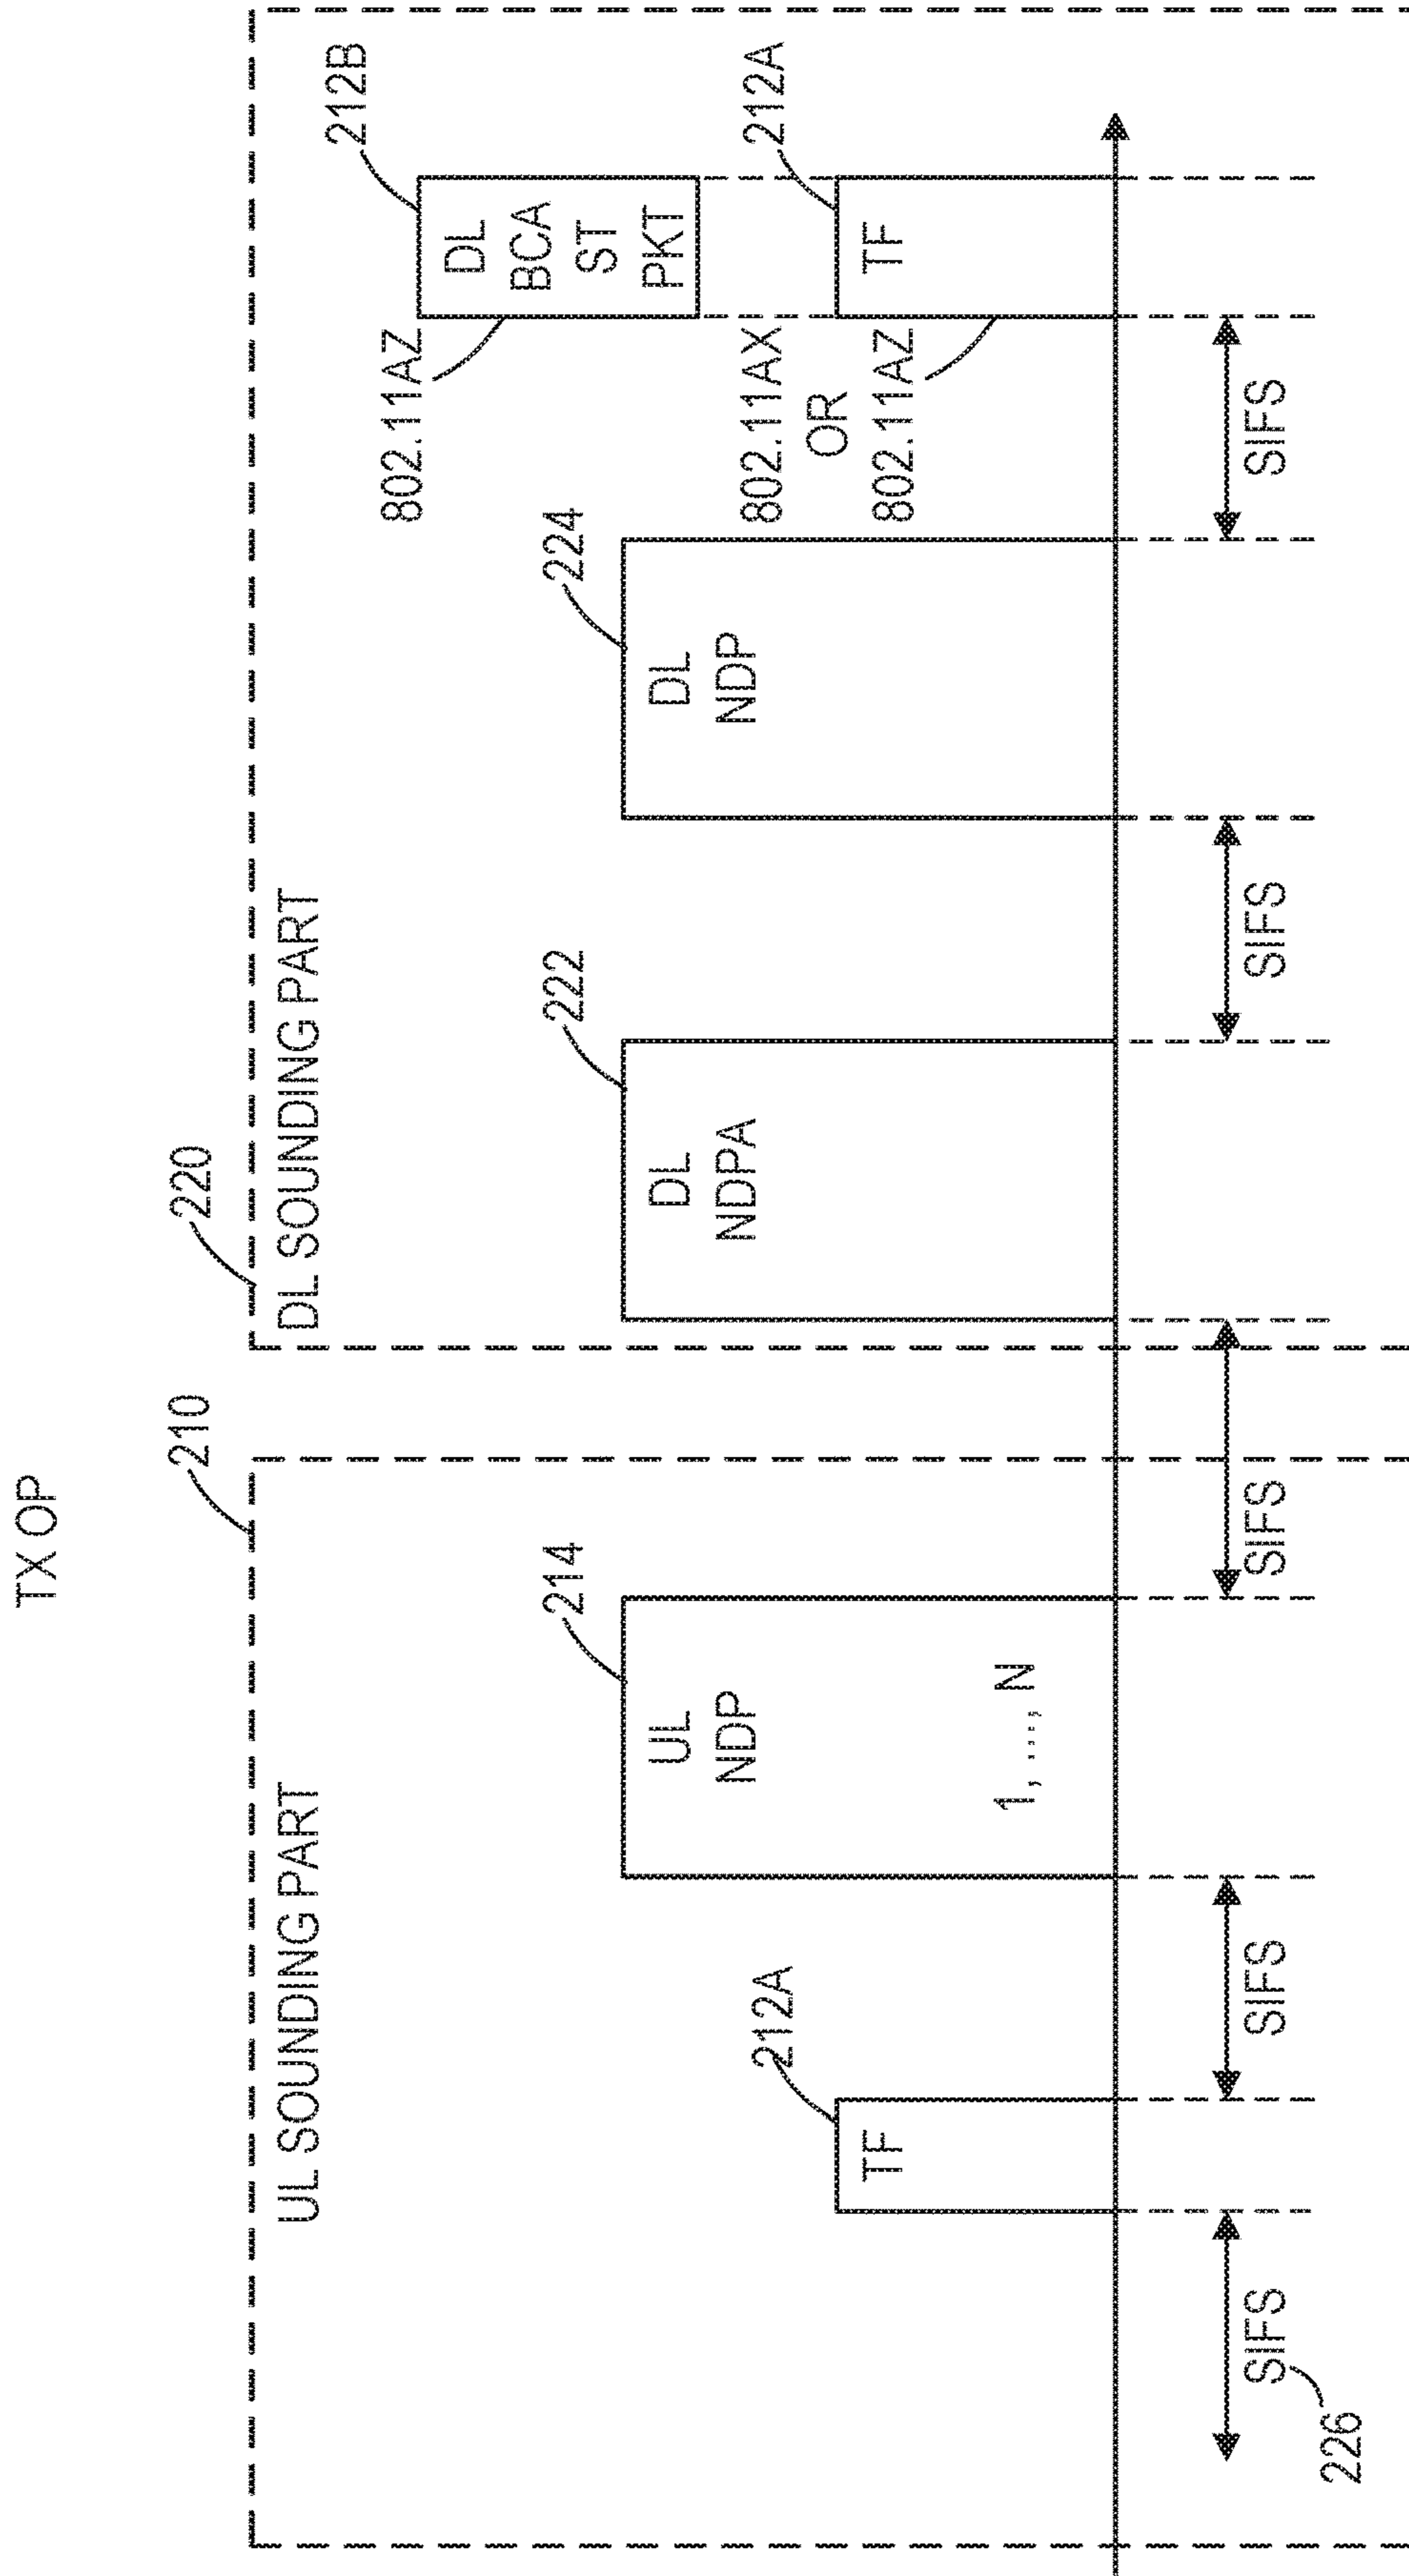 TX OP
210
220
UL SOUNDING PART
DL SOUNDING PART
212A
TF
214
UL
NDP
1, ..., N
222
DL
NDPA
224
DL
NDP
212B
DL
BCA
ST
PKT
802.11AZ
802.11AX
OR
802.11AZ
212A
TF
SIFS
SIFS
SIFS
SIFS
SIFS
226